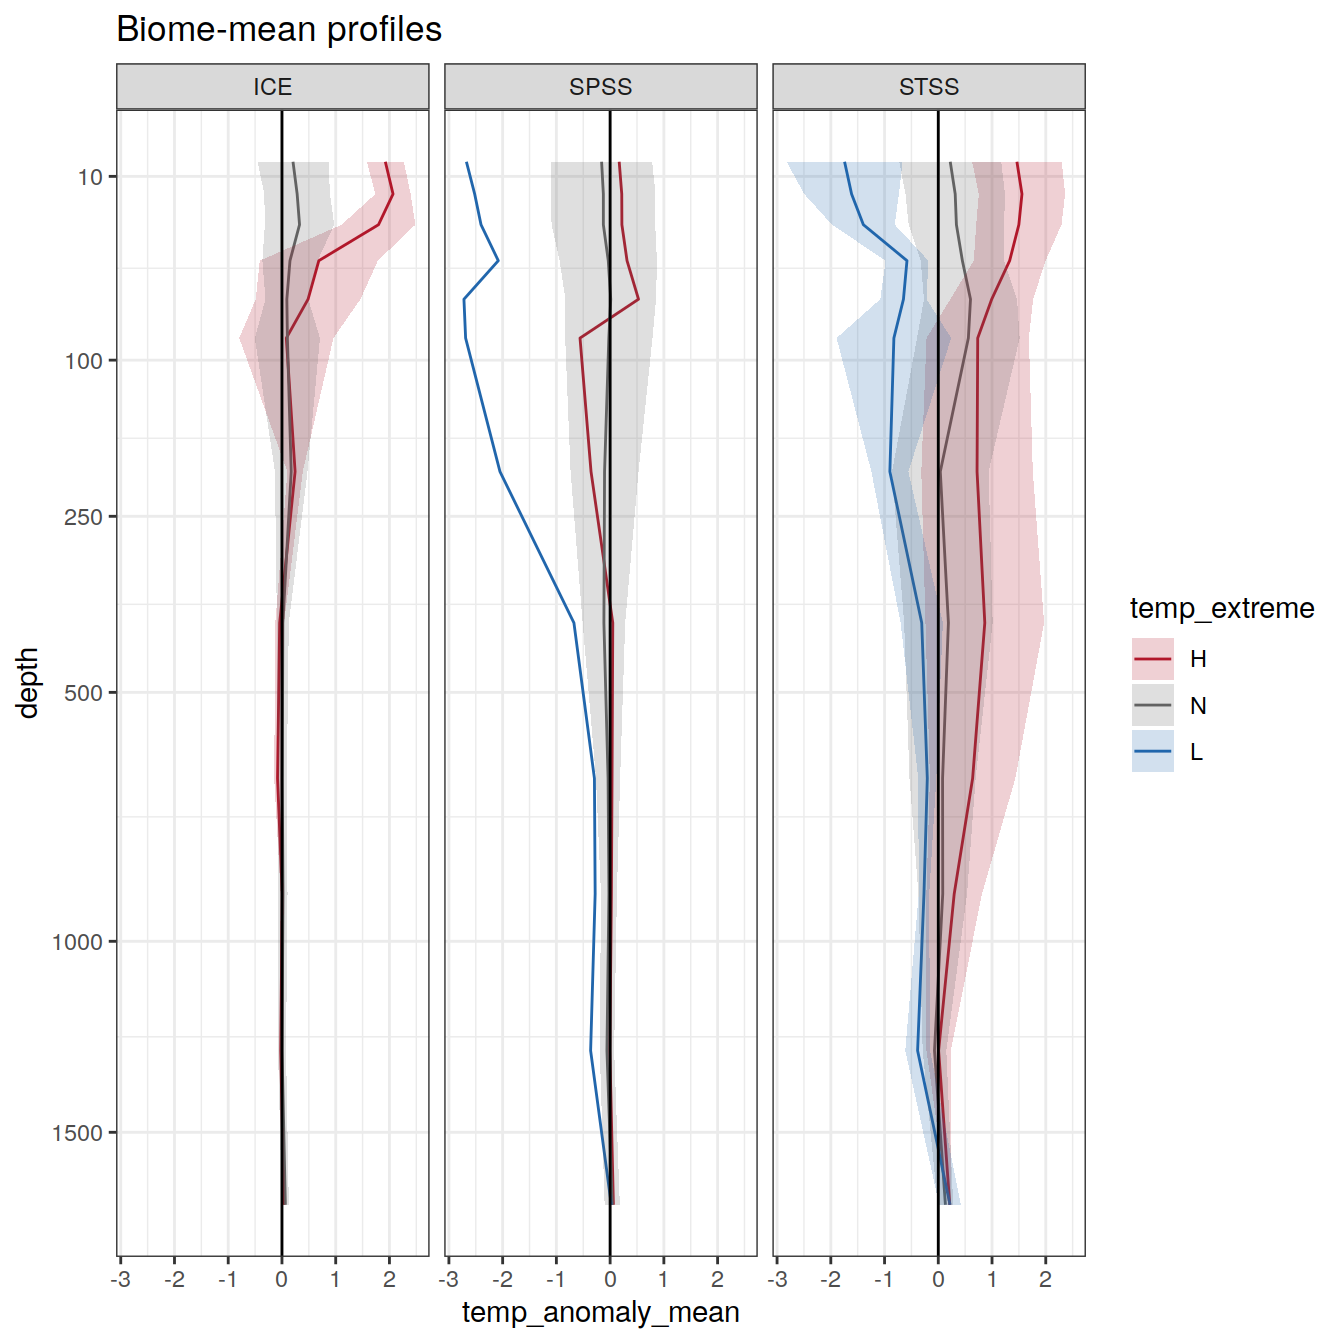 Biome-mean profiles
ICE SPSS STSS
10
100
250
500
1000
1500
depth
-3 -2 -1 0 1 2 -3 -2 -1 0 1 2 -3 -2 -1 0 1 2
temp_anomaly_mean
temp_extreme
H
N
L